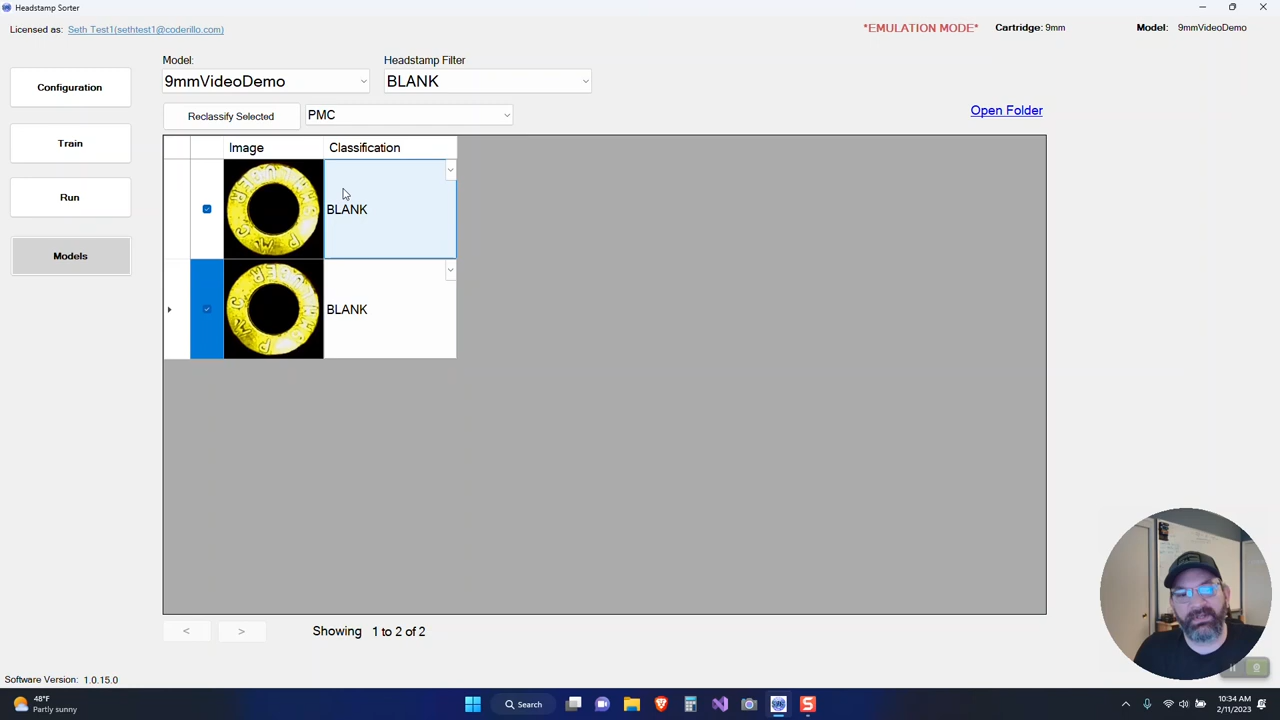 Headstamp Sorter
Licensed as: Seth Test1(sethtest1@coderillo.com)
*EMULATION MODE* Cartridge: 9mm Model: 9mmVideoDemo
Model: Headstamp Filter
9mmVideoDemo BLANK
Configuration
Reclassify Selected PMC
Open Folder
Train
Image Classification
Run
BLANK
Models
BLANK
< > Showing 1 to 2 of 2
Software Version: 1.0.15.0
48°F
Partly sunny
Search
10:34 AM
2/11/2023